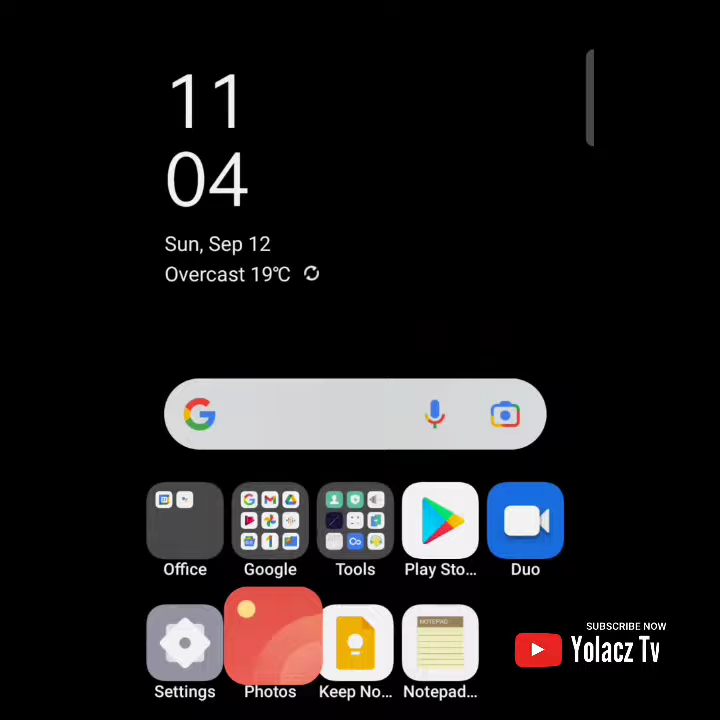 11
04
Sun, Sep 12
Overcast 19℃
Office
Google
Tools
Play Sto...
Duo
NOTEPAD
Settings
Photos
Keep No...
Notepad...
SUBSCRIBE NOW
Yolacz Tv